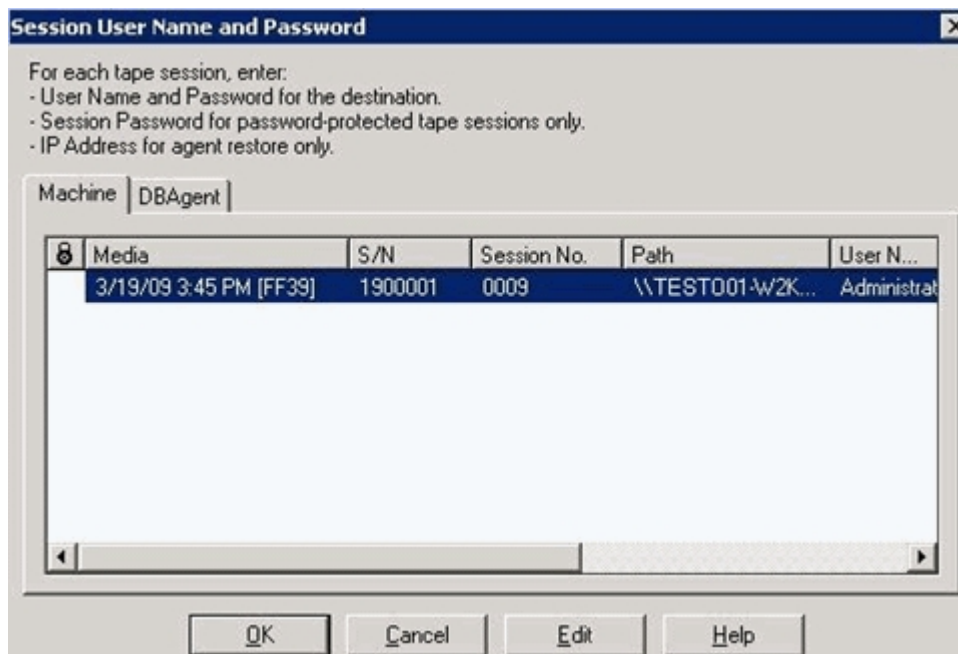 Session User Name and Password
For each tape session, enter:
- User Name and Password for the destination.
- Session Password for password-protected tape sessions only.
- IP Address for agent restore only.
Machine DBAgent
Media S/N Session No. Path User N...
3/19/09 3:45 PM [FF39] 1900001 0009 \\TEST001-W2K... Administrat
OK Cancel Edit Help